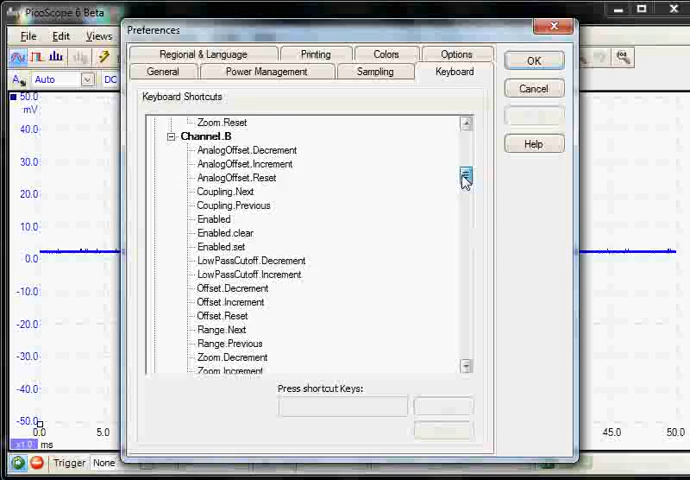 PicoScope 6 Beta
File Edit Views
Auto
DC
50.0
mV
40.0
30.0
20.0
10.0
0.0
-10.0
-20.0
-30.0
-40.0
-50.0
0.0
5.0
45.0
50.0
x1.0 ms
Trigger None
Preferences
Regional & Language Printing Colors Options
General Power Management Sampling Keyboard
Keyboard Shortcuts
Zoom.Reset
Channel.B
AnalogOffset.Decrement
AnalogOffset.Increment
AnalogOffset.Reset
Coupling.Next
Coupling.Previous
Enabled
Enabled.clear
Enabled.set
LowPassCutoff.Decrement
LowPassCutoff.Increment
Offset.Decrement
Offset.Increment
Offset.Reset
Range.Next
Range.Previous
Zoom.Decrement
Zoom.Increment
Press shortcut Keys:
OK
Cancel
Help